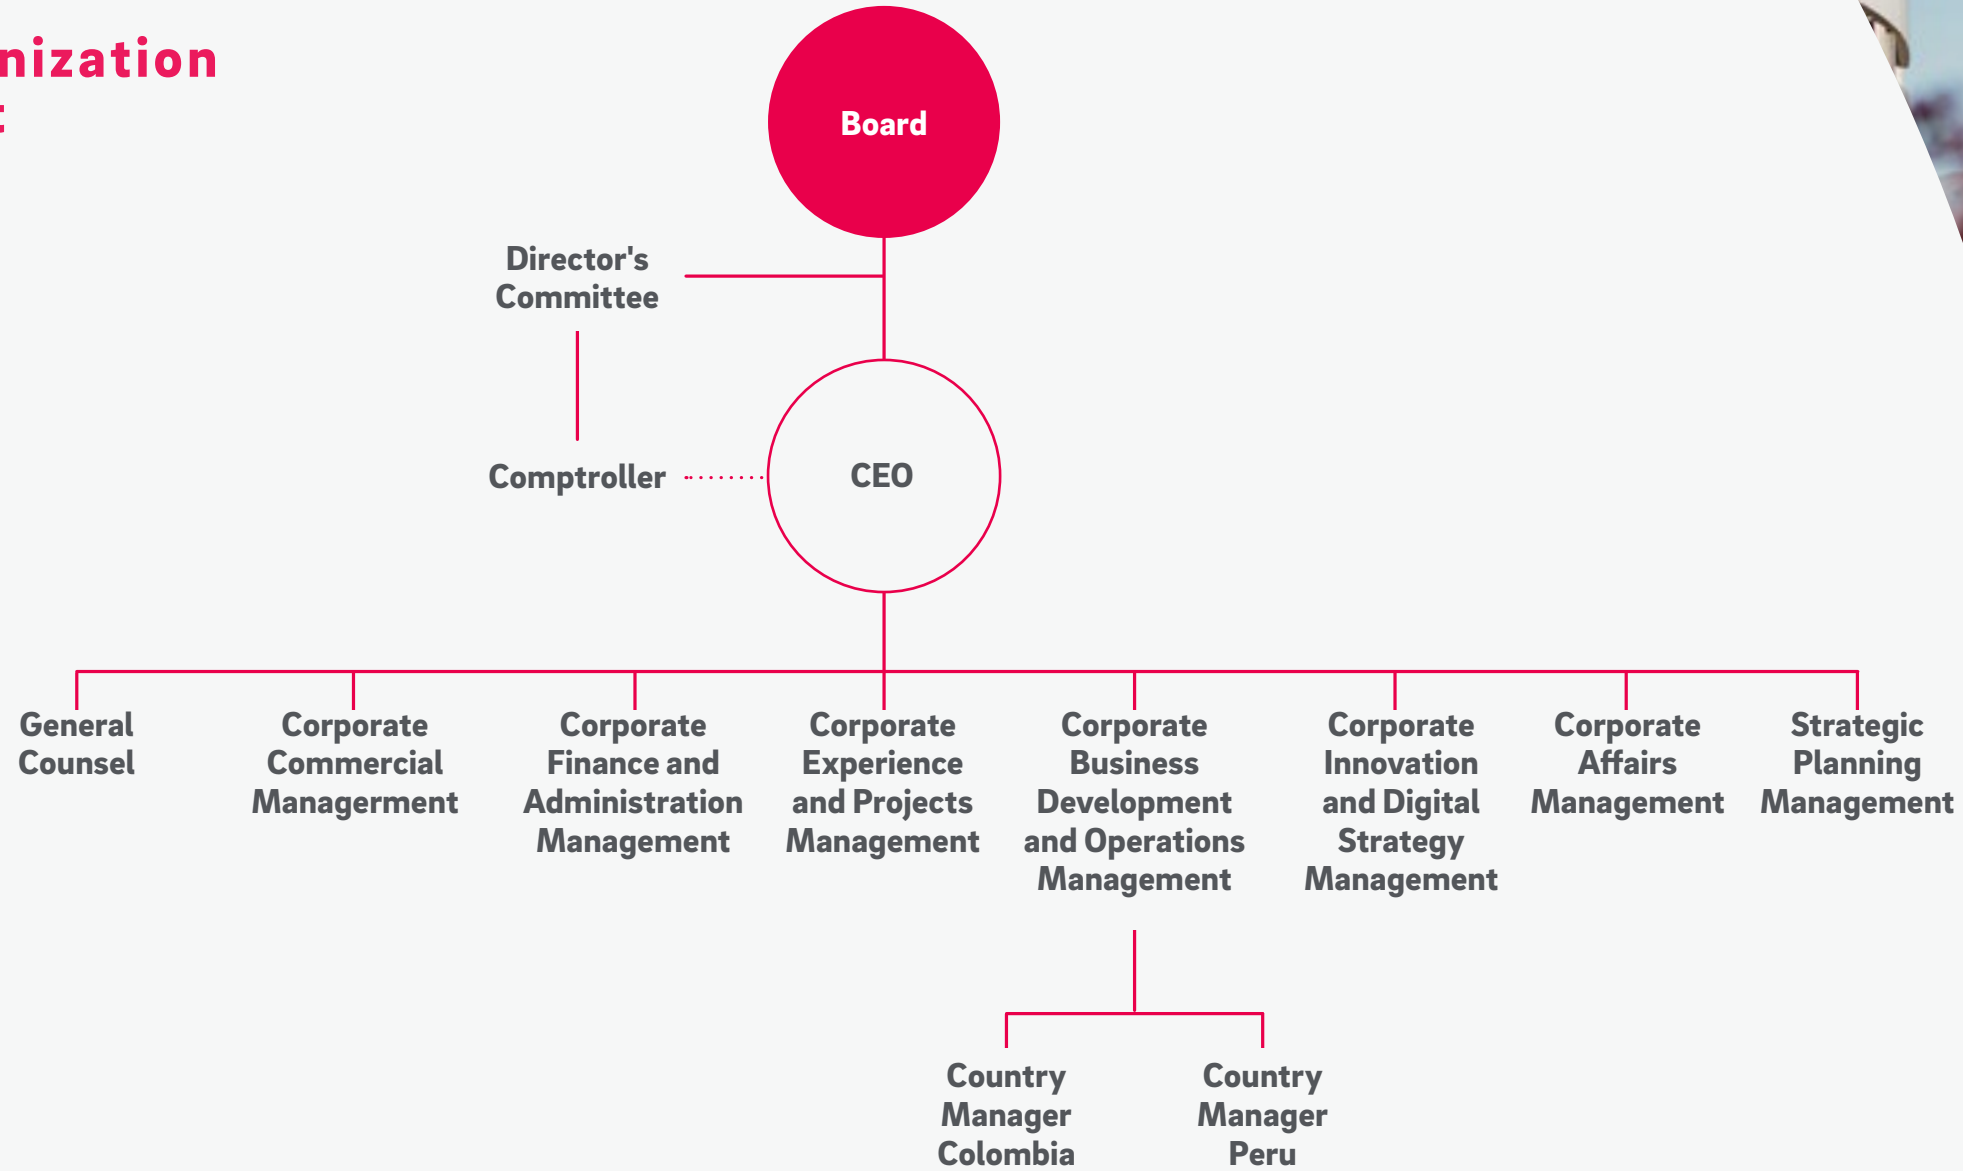 nization
Board
Director's
Committee
Comptroller
CEO
General
Counsel
Corporate
Commercial
Managerment
Corporate
Finance and
Administration
Management
Corporate
Experience
and Projects
Management
Corporate
Business
Development
and Operations
Management
Corporate
Innovation
and Digital
Strategy
Management
Corporate
Affairs
Management
Strategic
Planning
Management
Country
Manager
Colombia
Country
Manager
Peru